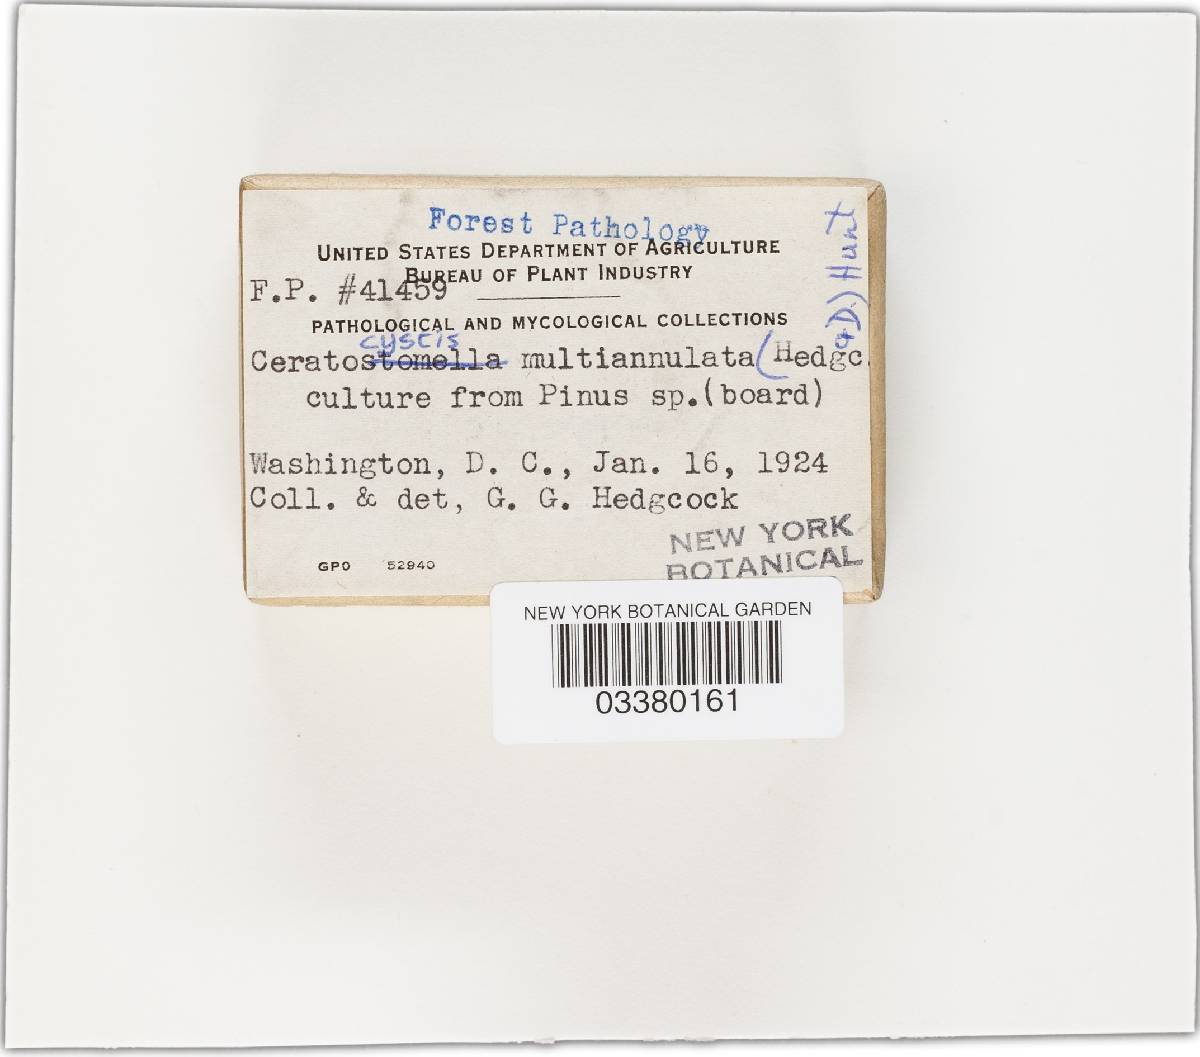 Forest Pathology
UNITED STATES DEPARTMENT OF AGRICULTURE
BUREAU OF PLANT INDUSTRY
F.P. #41459
PATHOLOGICAL AND MYCOLOGICAL COLLECTIONS
cystis
Ceratostomella multiannulata (Hedgc.
& D.) Hunt
culture from Pinus sp.(board)
Washington, D. C., Jan. 16, 1924
Coll. & det, G. G. Hedgcock
NEW YORK
BOTANICAL
GPO 52940
NEW YORK BOTANICAL GARDEN
03380161